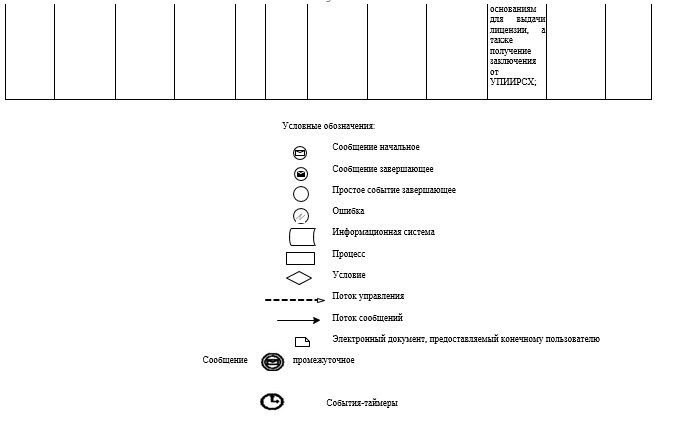 основаниям
для выдачи
лицензии, а
также
получение
заключения
от
УПИИРСХ;
Условные обозначения:
Сообщение начальное
Сообщение завершающее
Простое событие завершающее
Ошибка
Информационная система
Процесс
Условие
Поток управления
Поток сообщений
Электронный документ, предоставляемый конечному пользователю
Сообщение промежуточное
События-таймеры